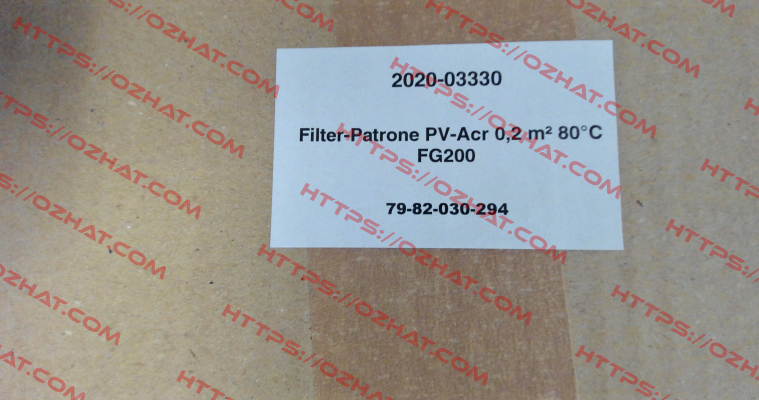 2020-03330
Filter-Patrone PV-Acr 0,2 m² 80°C
FG200
79-82-030-294
HTTPS://OZHAT.COM